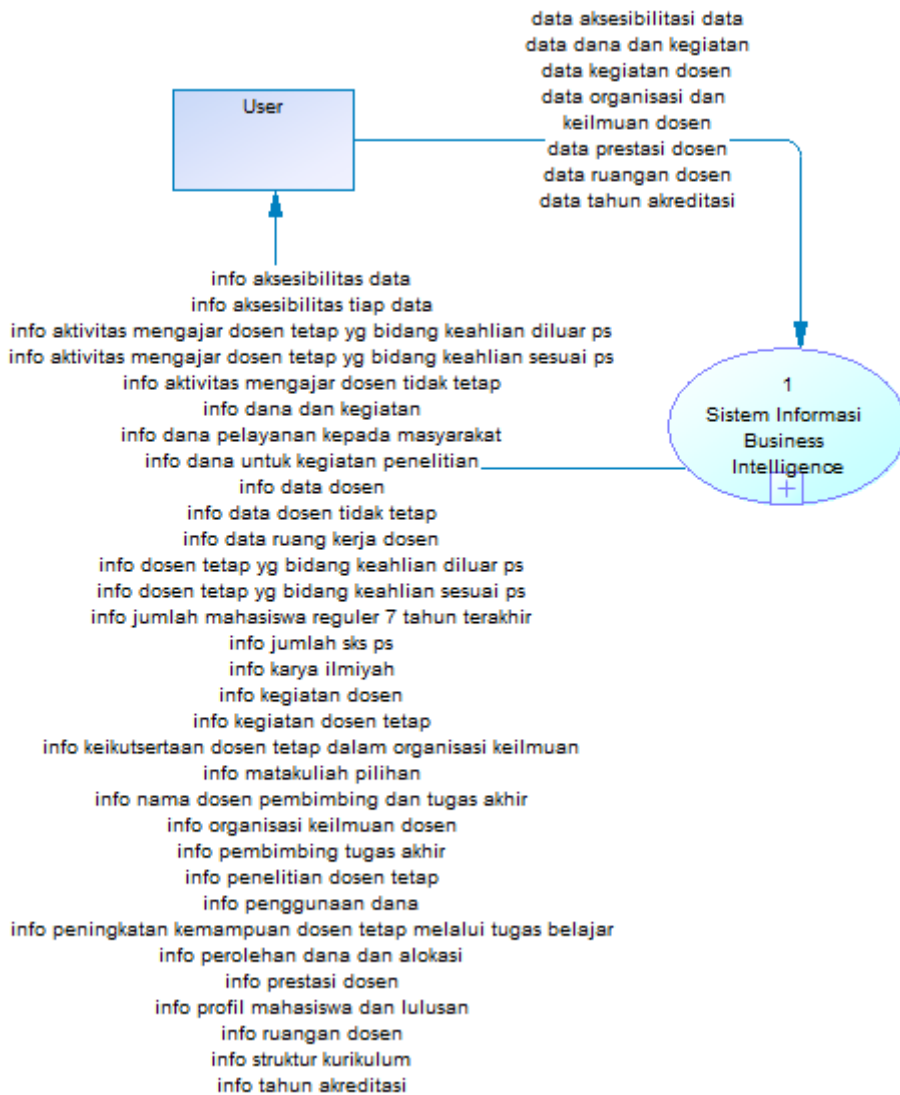 data aksesibilitasi data
data dana dan kegiatan
data kegiatan dosen
data organisasi dan
keilmuan dosen
data prestasi dosen
data ruangan dosen
data tahun akreditasi
User
info aksesibilitas data
info aksesibilitas tiap data
info aktivitas mengajar dosen tetap yg bidang keahlian diluar ps
info aktivitas mengajar dosen tetap yg bidang keahlian sesuai ps
info aktivitas mengajar dosen tidak tetap
info dana dan kegiatan
info dana pelayanan kepada masyarakat
info dana untuk kegiatan penelitian
info data dosen
info data dosen tidak tetap
info data ruang kerja dosen
info dosen tetap yg bidang keahlian diluar ps
info dosen tetap yg bidang keahlian sesuai ps
info jumlah mahasiswa reguler 7 tahun terakhir
info jumlah sks ps
info karya ilmiyah
info kegiatan dosen
info kegiatan dosen tetap
info keikutsertaan dosen tetap dalam organisasi keilmuan
info matakuliah pilihan
info nama dosen pembimbing dan tugas akhir
info organisasi keilmuan dosen
info pembimbing tugas akhir
info penelitian dosen tetap
info penggunaan dana
info peningkatan kemampuan dosen tetap melalui tugas belajar
info perolehan dana dan alokasi
info prestasi dosen
info profil mahasiswa dan lulusan
info ruangan dosen
info struktur kurikulum
info tahun akreditasi
1
Sistem Informasi
Business
Intelligence
+